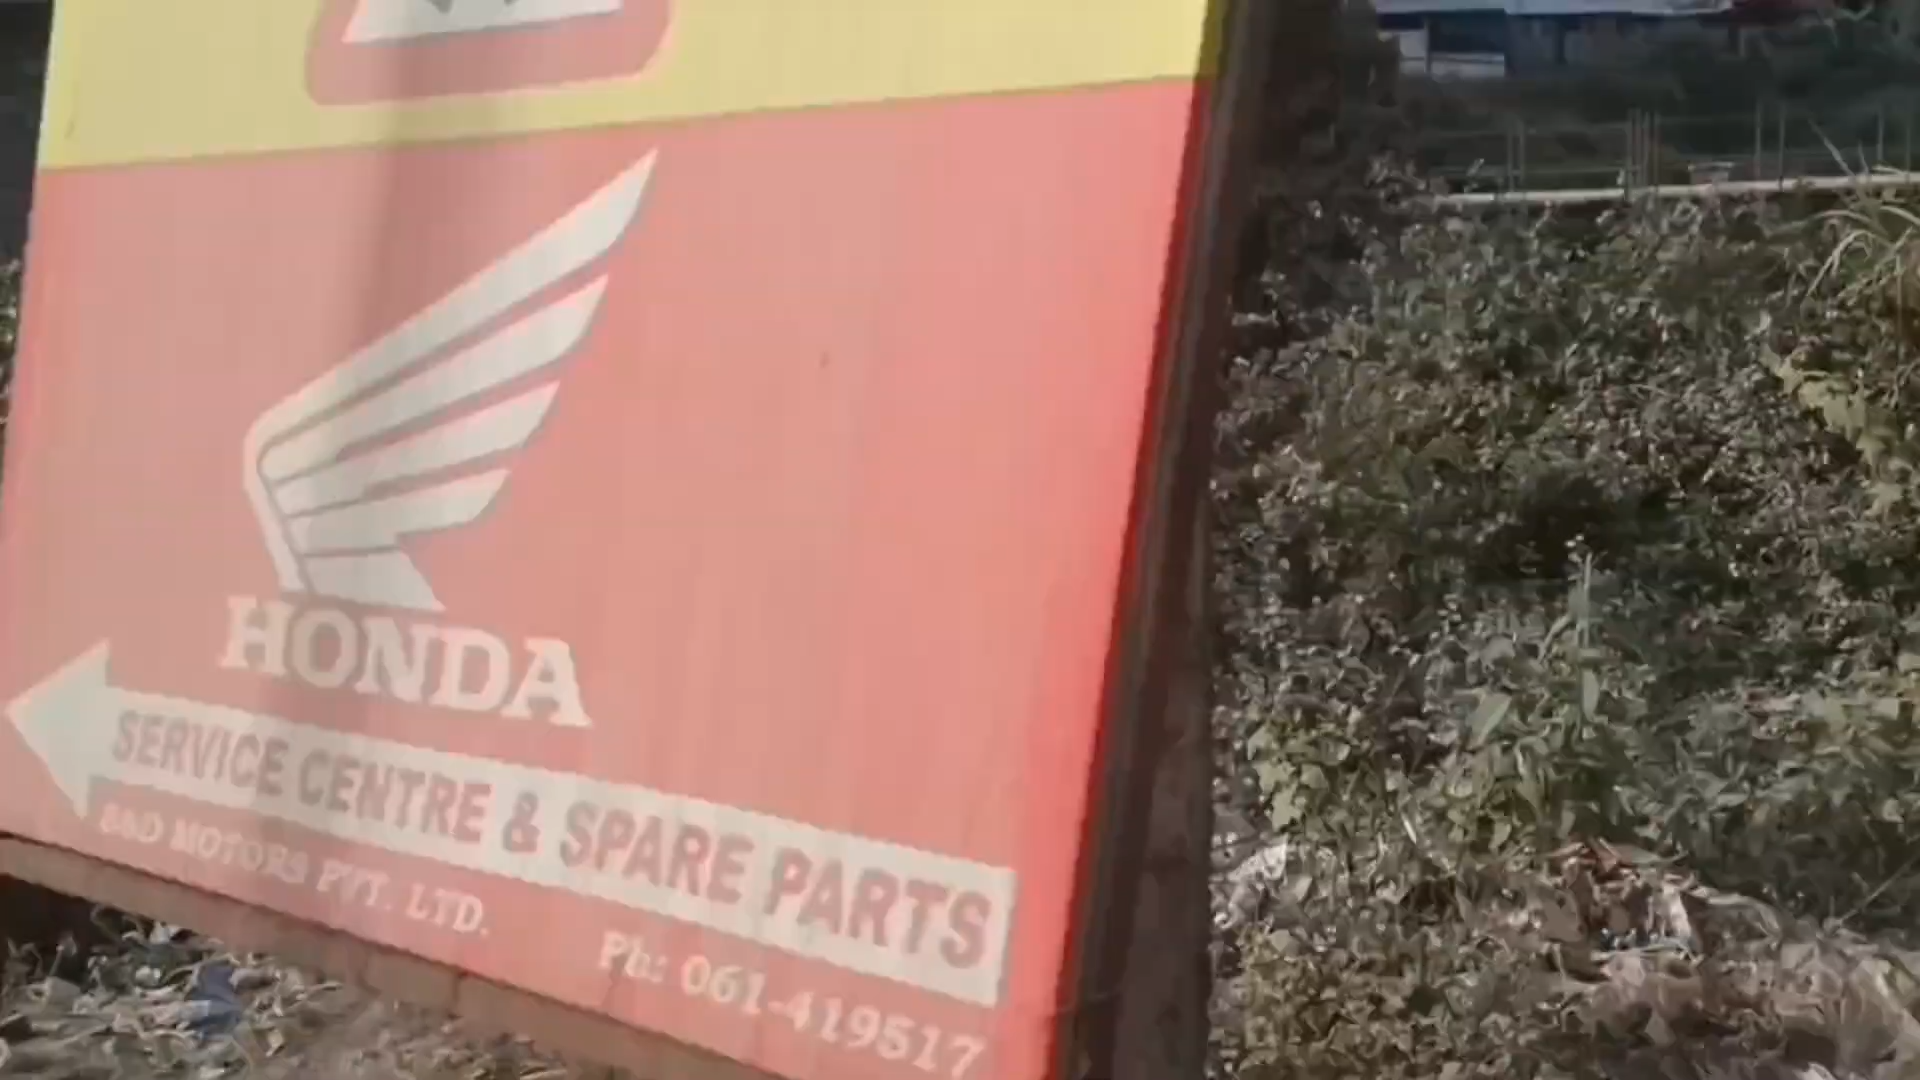 HONDA
SERVICE CENTRE & SPARE PARTS
MOTORS PVT. LTD.
Ph: 061-419517